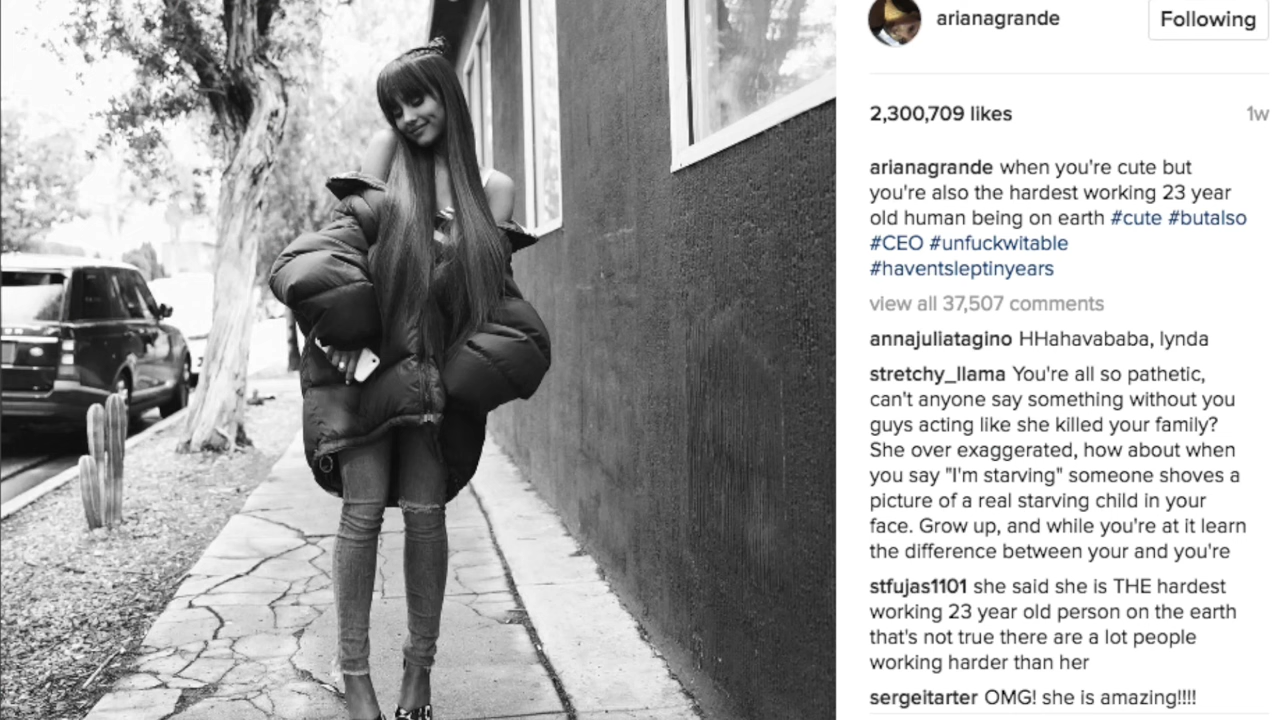 arianagrande
Following
2,300,709 likes
1w
arianagrande when you're cute but
you're also the hardest working 23 year
old human being on earth #cute #butalso
#CEO #unfuckwitable
#haventsleptinyears
view all 37,507 comments
annajuliatagino HHahavababa, lynda
stretchy_llama You're all so pathetic,
can't anyone say something without you
guys acting like she killed your family?
She over exaggerated, how about when
you say "I'm starving" someone shoves a
picture of a real starving child in your
face. Grow up, and while you're at it learn
the difference between your and you're
stfujas1101 she said she is THE hardest
working 23 year old person on the earth
that's not true there are a lot people
working harder than her
sergeitarter OMG! she is amazing!!!!